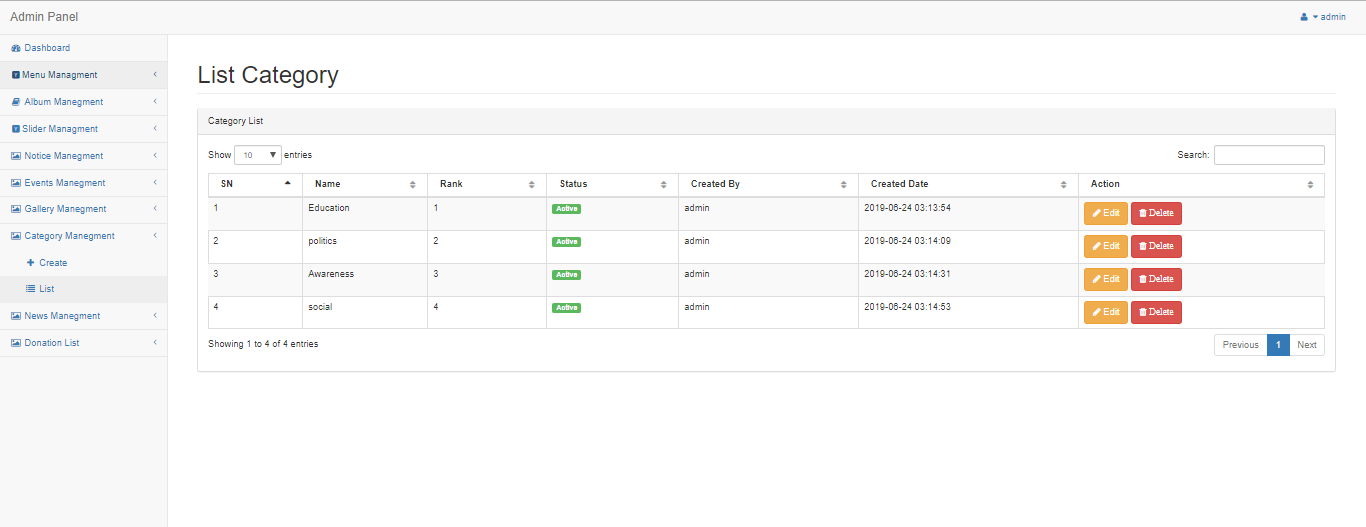 Admin Panel
admin
Dashboard
Menu Managment
Album Manegment
Slider Managment
Notice Manegment
Events Manegment
Gallery Manegment
Category Manegment
Create
List
News Manegment
Donation List
List Category
Category List
Show 10 entries
Search:
SN Name Rank Status Created By Created Date Action
1 Education 1 Active admin 2019-06-24 03:13:54 Edit Delete
2 politics 2 Active admin 2019-06-24 03:14:09 Edit Delete
3 Awareness 3 Active admin 2019-06-24 03:14:31 Edit Delete
4 social 4 Active admin 2019-06-24 03:14:53 Edit Delete
Showing 1 to 4 of 4 entries
Previous 1 Next